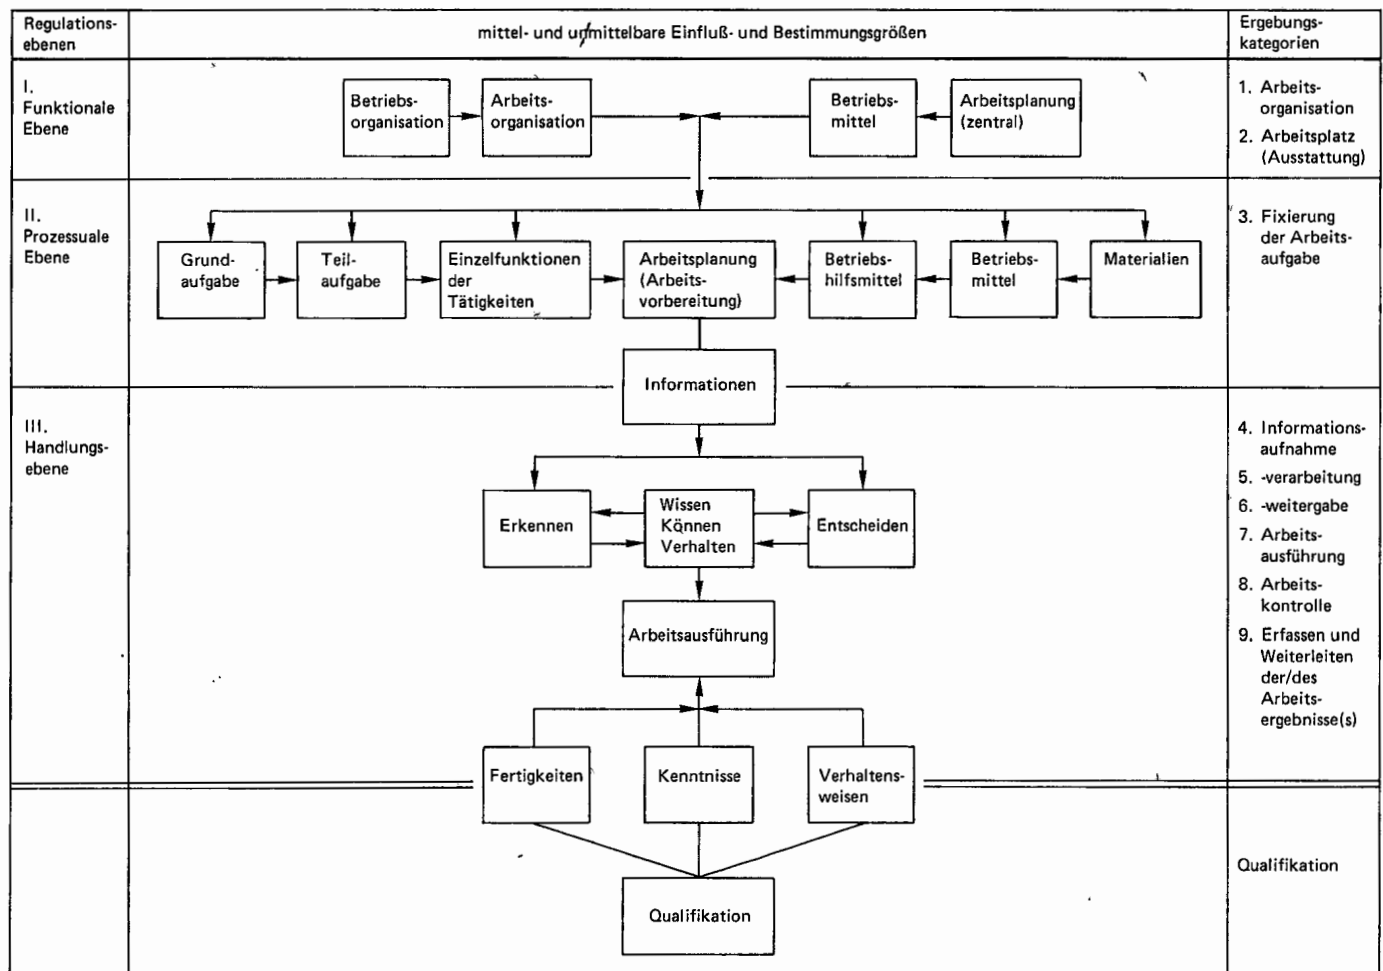 Regulations-
ebenen
mittel- und unmittelbare Einfluß- und Bestimmungsgrößen
Ergebungs-
kategorien
I.
Funktionale
Ebene
Betriebs-
organisation
Arbeits-
organisation
Betriebs-
mittel
Arbeitsplanung
(zentral)
1. Arbeits-
organisation
2. Arbeitsplatz
(Ausstattung)
II.
Prozessuale
Ebene
Grund-
aufgabe
Teil-
aufgabe
Einzelfunktionen
der
Tätigkeiten
Arbeitsplanung
(Arbeits-
vorbereitung)
Betriebs-
hilfsmittel
Betriebs-
mittel
Materialien
3. Fixierung
der Arbeits-
aufgabe
Informationen
III.
Handlungs-
ebene
Erkennen
Wissen
Können
Verhalten
Entscheiden
Arbeitsausführung
4. Informations-
aufnahme
5. -verarbeitung
6. -weitergabe
7. Arbeits-
ausführung
8. Arbeits-
kontrolle
9. Erfassen und
Weiterleiten
der/des
Arbeits-
ergebnisse(s)
Fertigkeiten
Kenntnisse
Verhaltens-
weisen
Qualifikation
Qualifikation